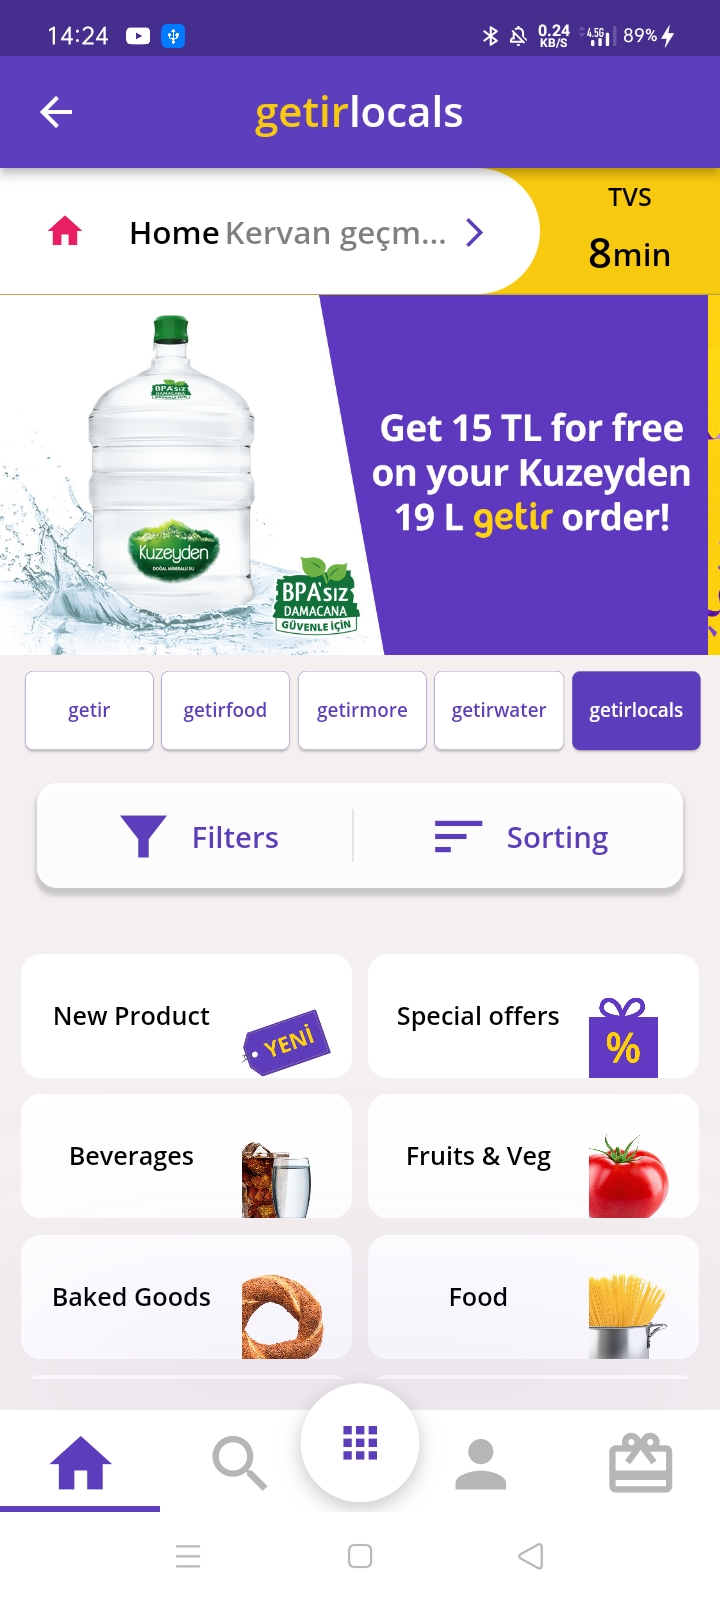 14:24
0.24
KB/S
4.5G
89%
getirlocals
Home Kervan geçm...
TVS
8min
BPA'SIZ
DAMACANA
Kuzeyden
DOĞAL MİNERALLİ SU
BPA'SIZ
DAMACANA
GÜVENLE İÇİN
Get 15 TL for free
on your Kuzeyden
19 L getir order!
getir
getirfood
getirmore
getirwater
getirlocals
Filters
Sorting
New Product
YENİ
Special offers
%
Beverages
Fruits & Veg
Baked Goods
Food